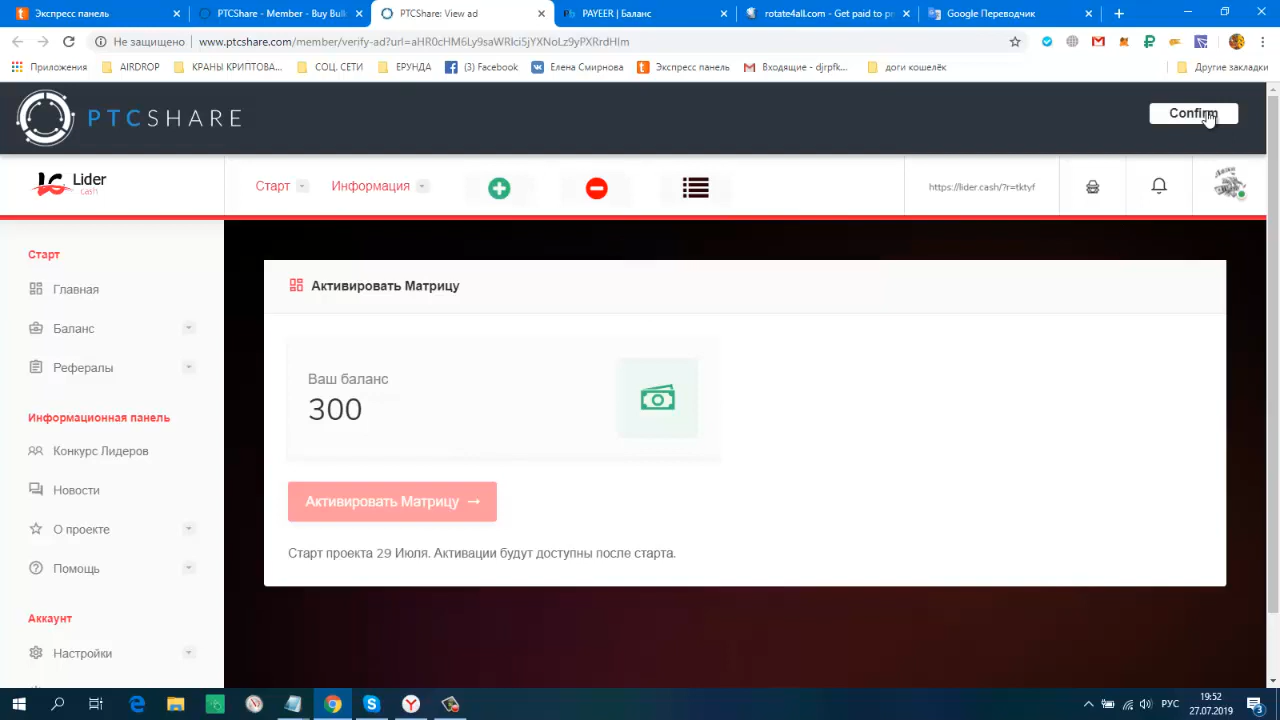 Экспресс панель
PTCShare - Member - Buy Bulk
PTCShare: View ad
PAYEER | Баланс
rotate4all.com - Get paid to pr
Google Переводчик
Не защищено
www.ptcshare.com/member/verify-ad?url=aHR0cHM6Ly9saWRlci5jYXNoLz9yPXRrdHlm
Приложения
AIRDROP
КРАНЫ КРИПТОВА...
СОЦ. СЕТИ
ЕРУНДА
(3) Facebook
Елена Смирнова
Экспресс панель
Входящие - djrpfk...
доги кошелёк
Другие закладки
PTCSHARE
Confirm
Lider
cash
Старт
Информация
https://lider.cash/?r=tktyf
Старт
Главная
Баланс
Рефералы
Информационная панель
Конкурс Лидеров
Новости
О проекте
Помощь
Аккаунт
Настройки
Активировать Матрицу
Ваш баланс
300
Активировать Матрицу →
Старт проекта 29 Июля. Активации будут доступны после старта.
19:52
РУС
27.07.2019